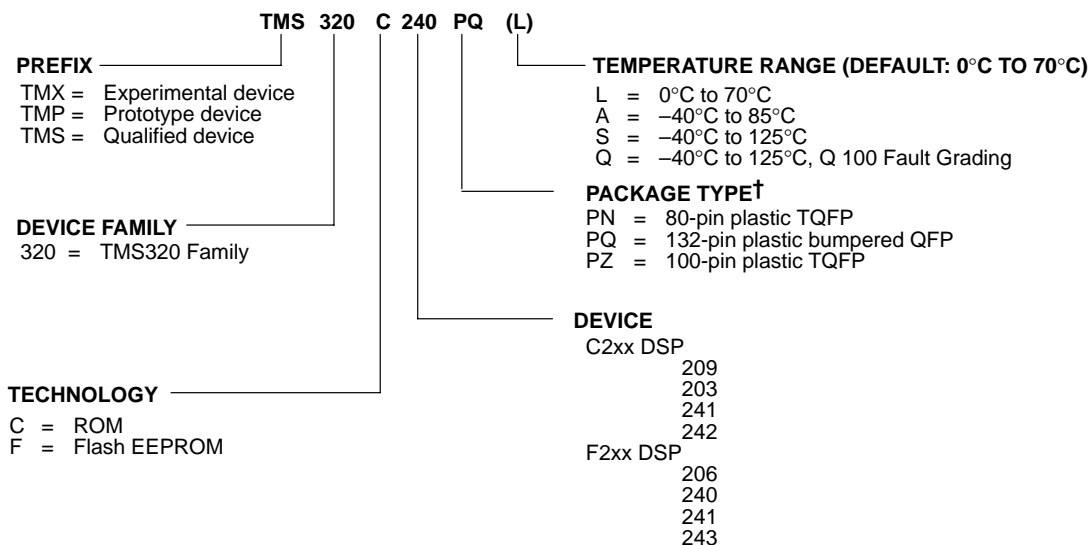 TMS 320 C 240 PQ (L)
PREFIX
TMX = Experimental device
TMP = Prototype device
TMS = Qualified device
DEVICE FAMILY
320 = TMS320 Family
TECHNOLOGY
C = ROM
F = Flash EEPROM
TEMPERATURE RANGE (DEFAULT: 0°C TO 70°C)
L = 0°C to 70°C
A = –40°C to 85°C
S = –40°C to 125°C
Q = –40°C to 125°C, Q 100 Fault Grading
PACKAGE TYPE†
PN = 80-pin plastic TQFP
PQ = 132-pin plastic bumpered QFP
PZ = 100-pin plastic TQFP
DEVICE
C2xx DSP
209
203
241
242
F2xx DSP
206
240
241
243